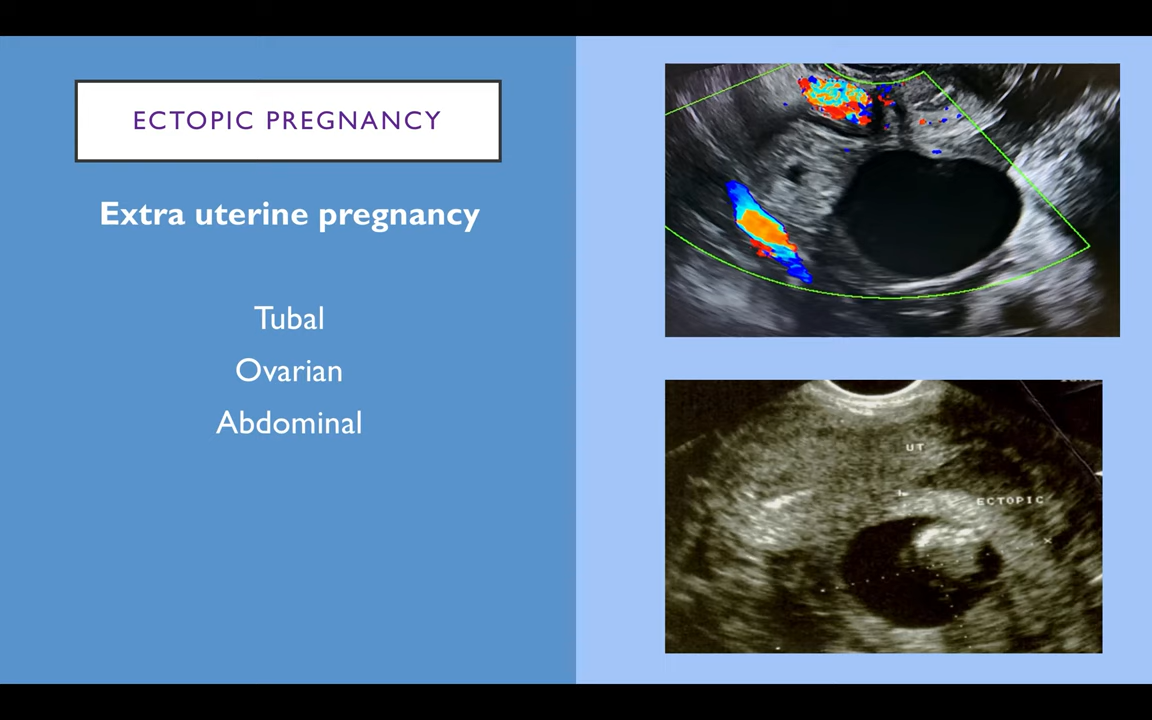 ECTOPIC PREGNANCY
Extra uterine pregnancy
Tubal
Ovarian
Abdominal
UT
ECTOPIC